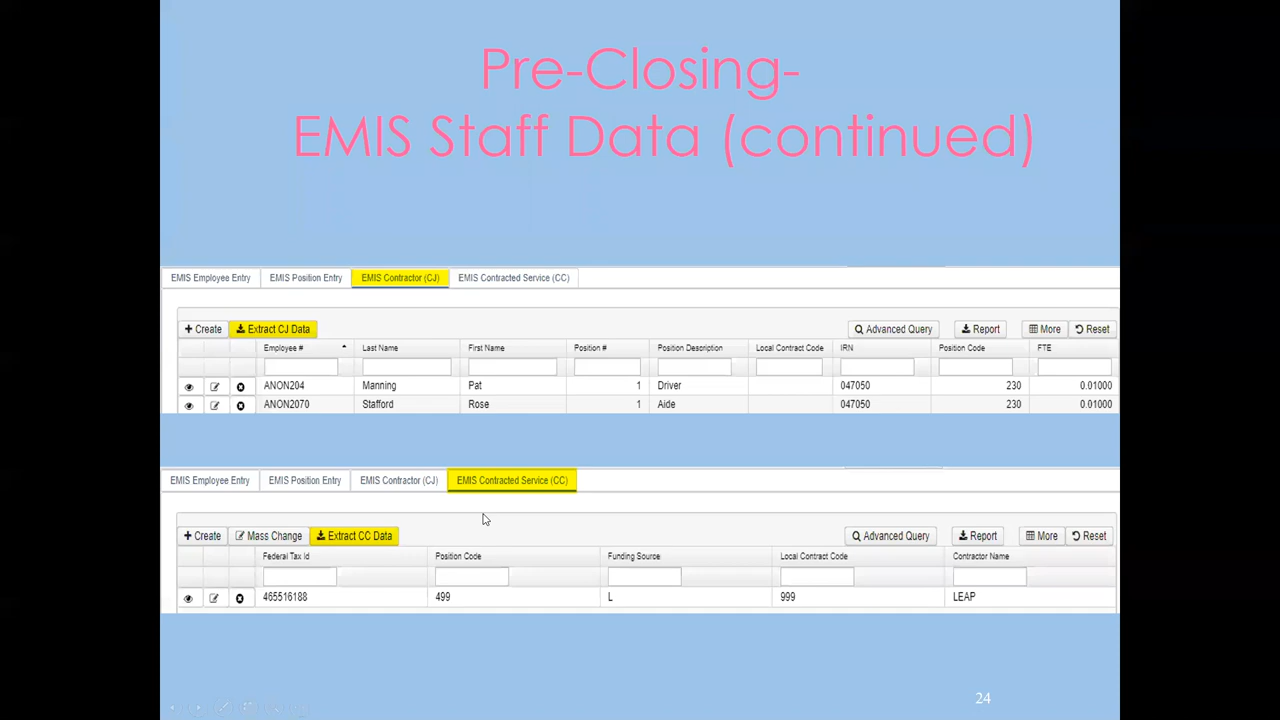 Pre-Closing-
EMIS Staff Data (continued)
EMIS Employee Entry EMIS Position Entry EMIS Contractor (CJ) EMIS Contracted Service (CC)
Create Extract CJ Data Advanced Query Report More Reset
Employee # Last Name First Name Position # Position Description Local Contract Code IRN Position Code FTE
ANON204 Manning Pat 1 Driver 047050 230 0.01000
ANON2070 Stafford Rose 1 Aide 047050 230 0.01000
EMIS Employee Entry EMIS Position Entry EMIS Contractor (CJ) EMIS Contracted Service (CC)
Create Mass Change Extract CC Data Advanced Query Report More Reset
Federal Tax Id Position Code Funding Source Local Contract Code Contractor Name
465516188 499 L 999 LEAP
24